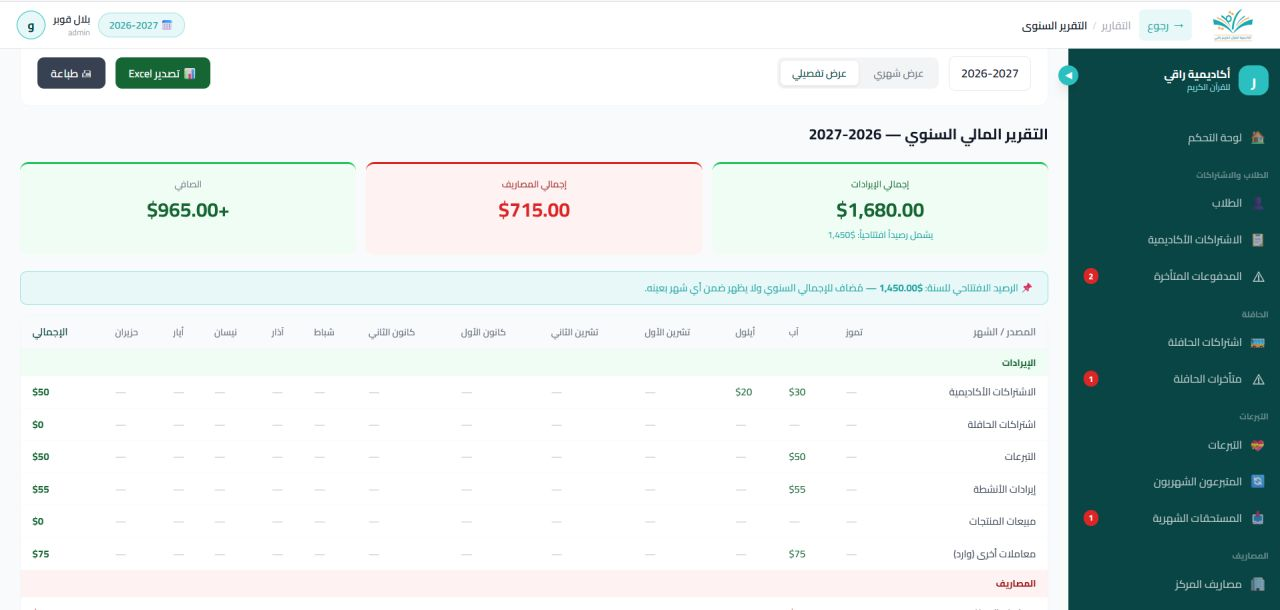 → رجوع
التقارير / التقرير السنوي
2026-2027
بلال قوبر
admin
و
أكاديمية راقي
للقرآن الكريم
ر
لوحة التحكم
الطلاب والاشتراكات
الطلاب
الاشتراكات الأكاديمية
المدفوعات المتأخرة 2
الحافلة
اشتراكات الحافلة
متأخرات الحافلة 1
التبرعات
التبرعات
المتبرعون الشهريون
المستحقات الشهرية 1
المصاريف
مصاريف المركز
2026-2027
عرض شهري
عرض تفصيلي
تصدير Excel
طباعة
التقرير المالي السنوي — 2026-2027
إجمالي الإيرادات
$1,680.00
يشمل رصيداً افتتاحياً: $1,450
إجمالي المصاريف
$715.00
الصافي
+$965.00
الرصيد الافتتاحي للسنة: $1,450.00 — مُضاف للإجمالي السنوي ولا يظهر ضمن أي شهر بعينه.
المصدر / الشهر تموز آب أيلول تشرين الأول تشرين الثاني كانون الأول كانون الثاني شباط آذار نيسان أيار حزيران الإجمالي
الإيرادات
الاشتراكات الأكاديمية — $30 $20 — — — — — — — — — $50
اشتراكات الحافلة — — — — — — — — — — — — $0
التبرعات — $50 — — — — — — — — — — $50
إيرادات الأنشطة — $55 — — — — — — — — — — $55
مبيعات المنتجات — — — — — — — — — — — — $0
معاملات أخرى (وارد) — $75 — — — — — — — — — — $75
المصاريف